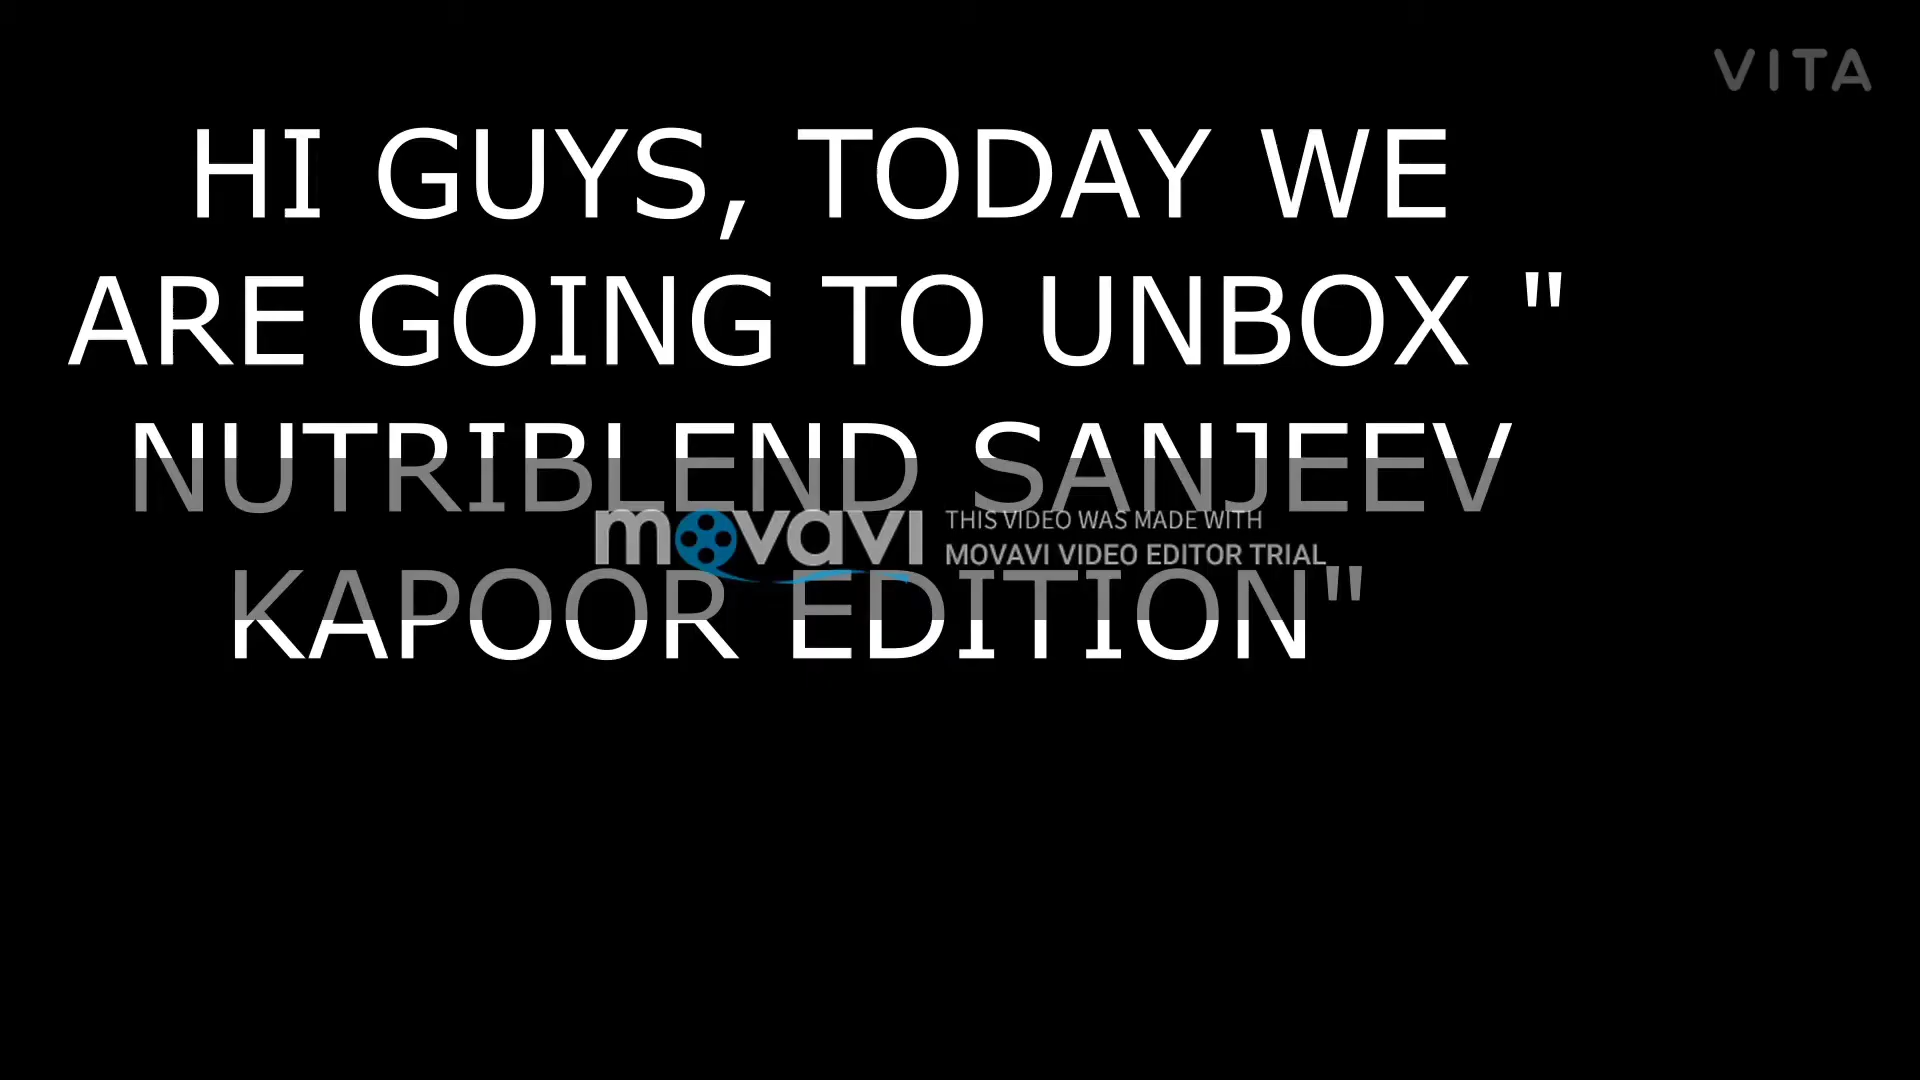 VITA
HI GUYS, TODAY WE
ARE GOING TO UNBOX "
NUTRIBLEND SANJEEV
movavi THIS VIDEO WAS MADE WITH
MOVAVI VIDEO EDITOR TRIAL
KAPOOR EDITION"